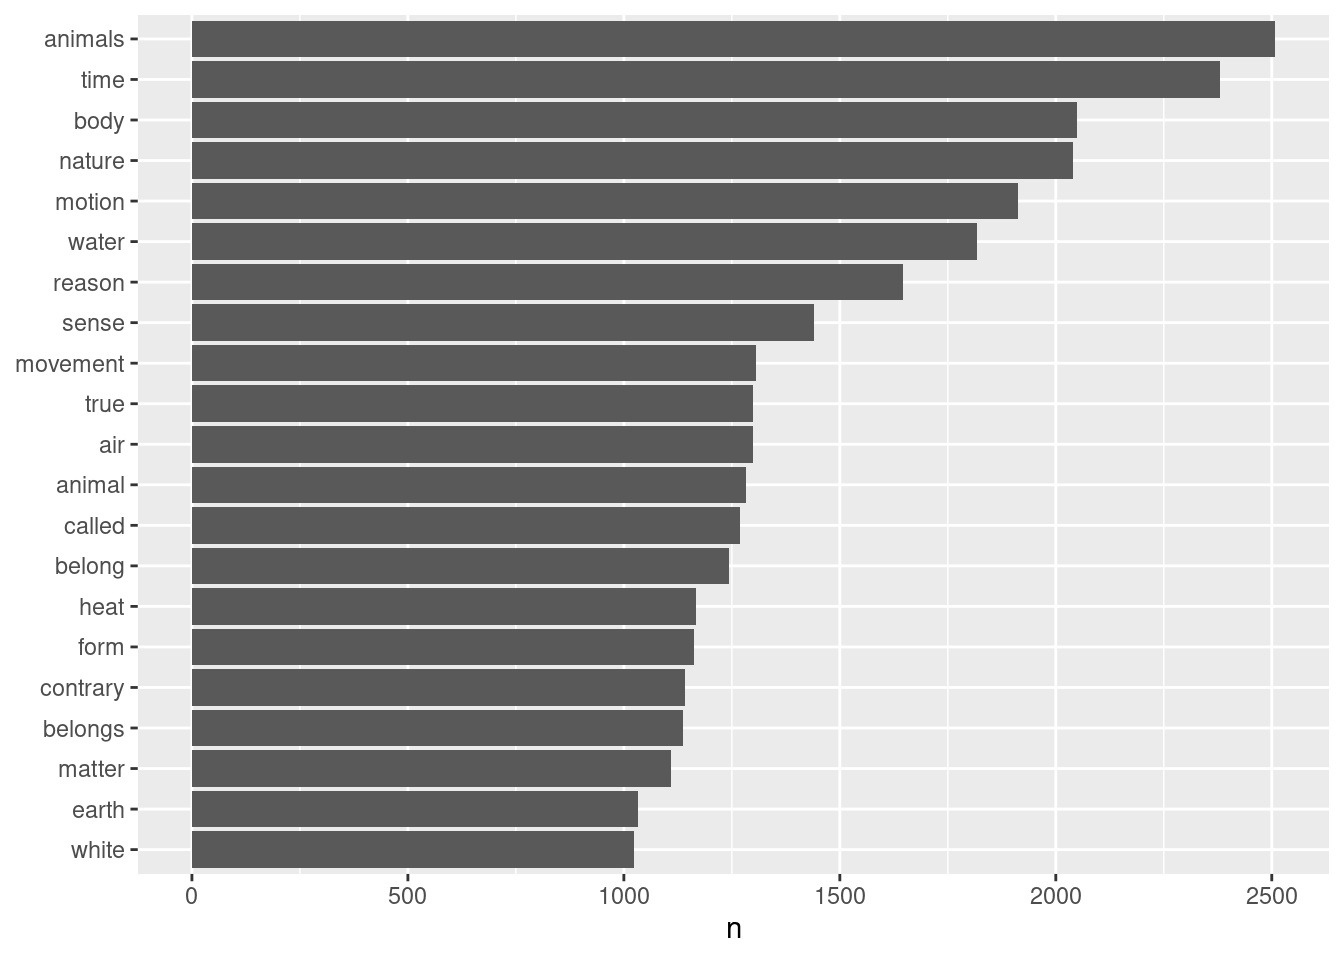 animals
time
body
nature
motion
water
reason
sense
movement
true
air
animal
called
belong
heat
form
contrary
belongs
matter
earth
white
0 500 1000 1500 2000 2500
n